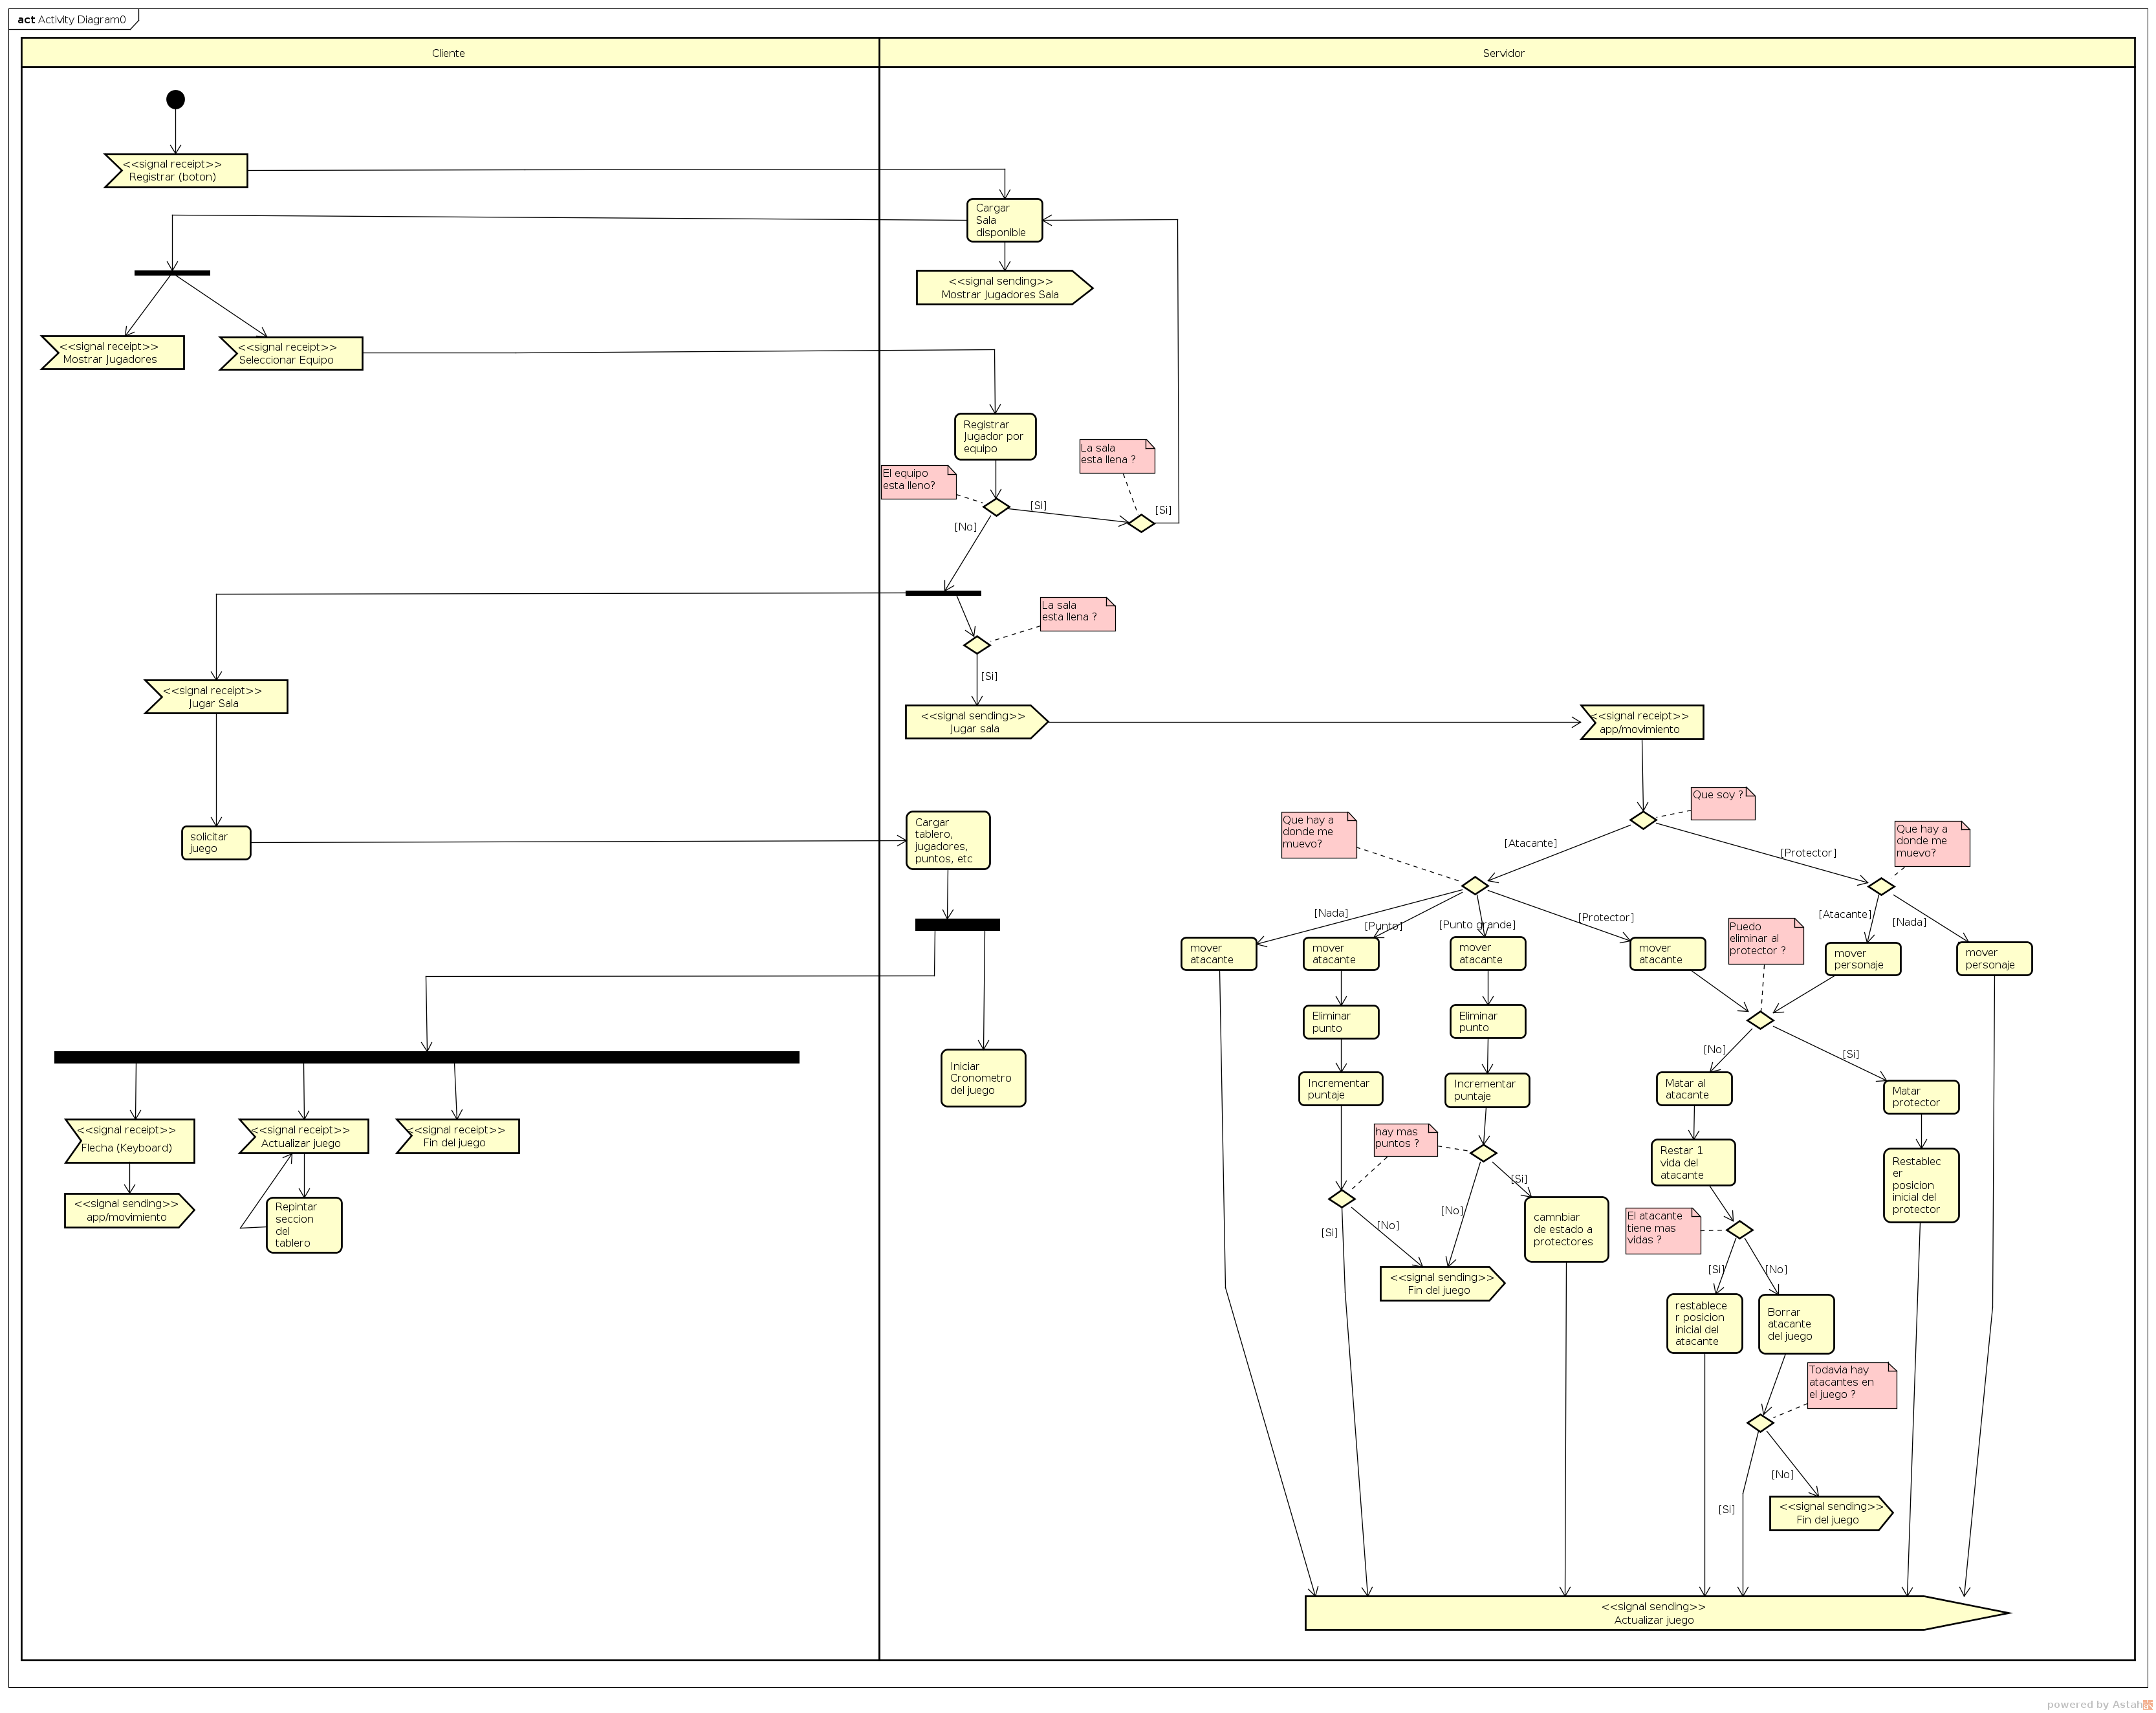 act Activity Diagram0
Cliente
Servidor
<<signal receipt>>
Registrar (boton)
Cargar
Sala
disponible
<<signal sending>>
Mostrar Jugadores Sala
<<signal receipt>>
Mostrar Jugadores
<<signal receipt>>
Seleccionar Equipo
Registrar
Jugador por
equipo
La sala
esta llena ?
El equipo
esta lleno?
[Si]
[Si]
[No]
La sala
esta llena ?
[Si]
<<signal receipt>>
Jugar Sala
<<signal sending>>
Jugar sala
<<signal receipt>>
app/movimiento
solicitar
juego
Cargar
tablero,
jugadores,
puntos, etc
Que soy ?
Que hay a
donde me
muevo?
Que hay a
donde me
muevo?
[Atacante]
[Protector]
[Nada]
[Punto]
[Punto grande]
[Protector]
[Atacante]
[Nada]
Puedo
eliminar al
protector ?
mover
atacante
mover
atacante
mover
atacante
mover
atacante
mover
personaje
mover
personaje
Eliminar
punto
Eliminar
punto
[No]
[Si]
Iniciar
Cronometro
del juego
Incrementar
puntaje
Incrementar
puntaje
Matar al
atacante
Matar
protector
<<signal receipt>>
Flecha (Keyboard)
<<signal receipt>>
Actualizar juego
<<signal receipt>>
Fin del juego
hay mas
puntos ?
Restar 1
vida del
atacante
Restablec
er
posicion
inicial del
protector
<<signal sending>>
app/movimiento
Repintar
seccion
del
tablero
[Si]
[No]
[No]
[Si]
camnbiar
de estado a
protectores
El atacante
tiene mas
vidas ?
[Si]
[No]
<<signal sending>>
Fin del juego
restablece
r posicion
inicial del
atacante
Borrar
atacante
del juego
Todavia hay
atacantes en
el juego ?
[No]
[Si]
<<signal sending>>
Fin del juego
<<signal sending>>
Actualizar juego
powered by Astah